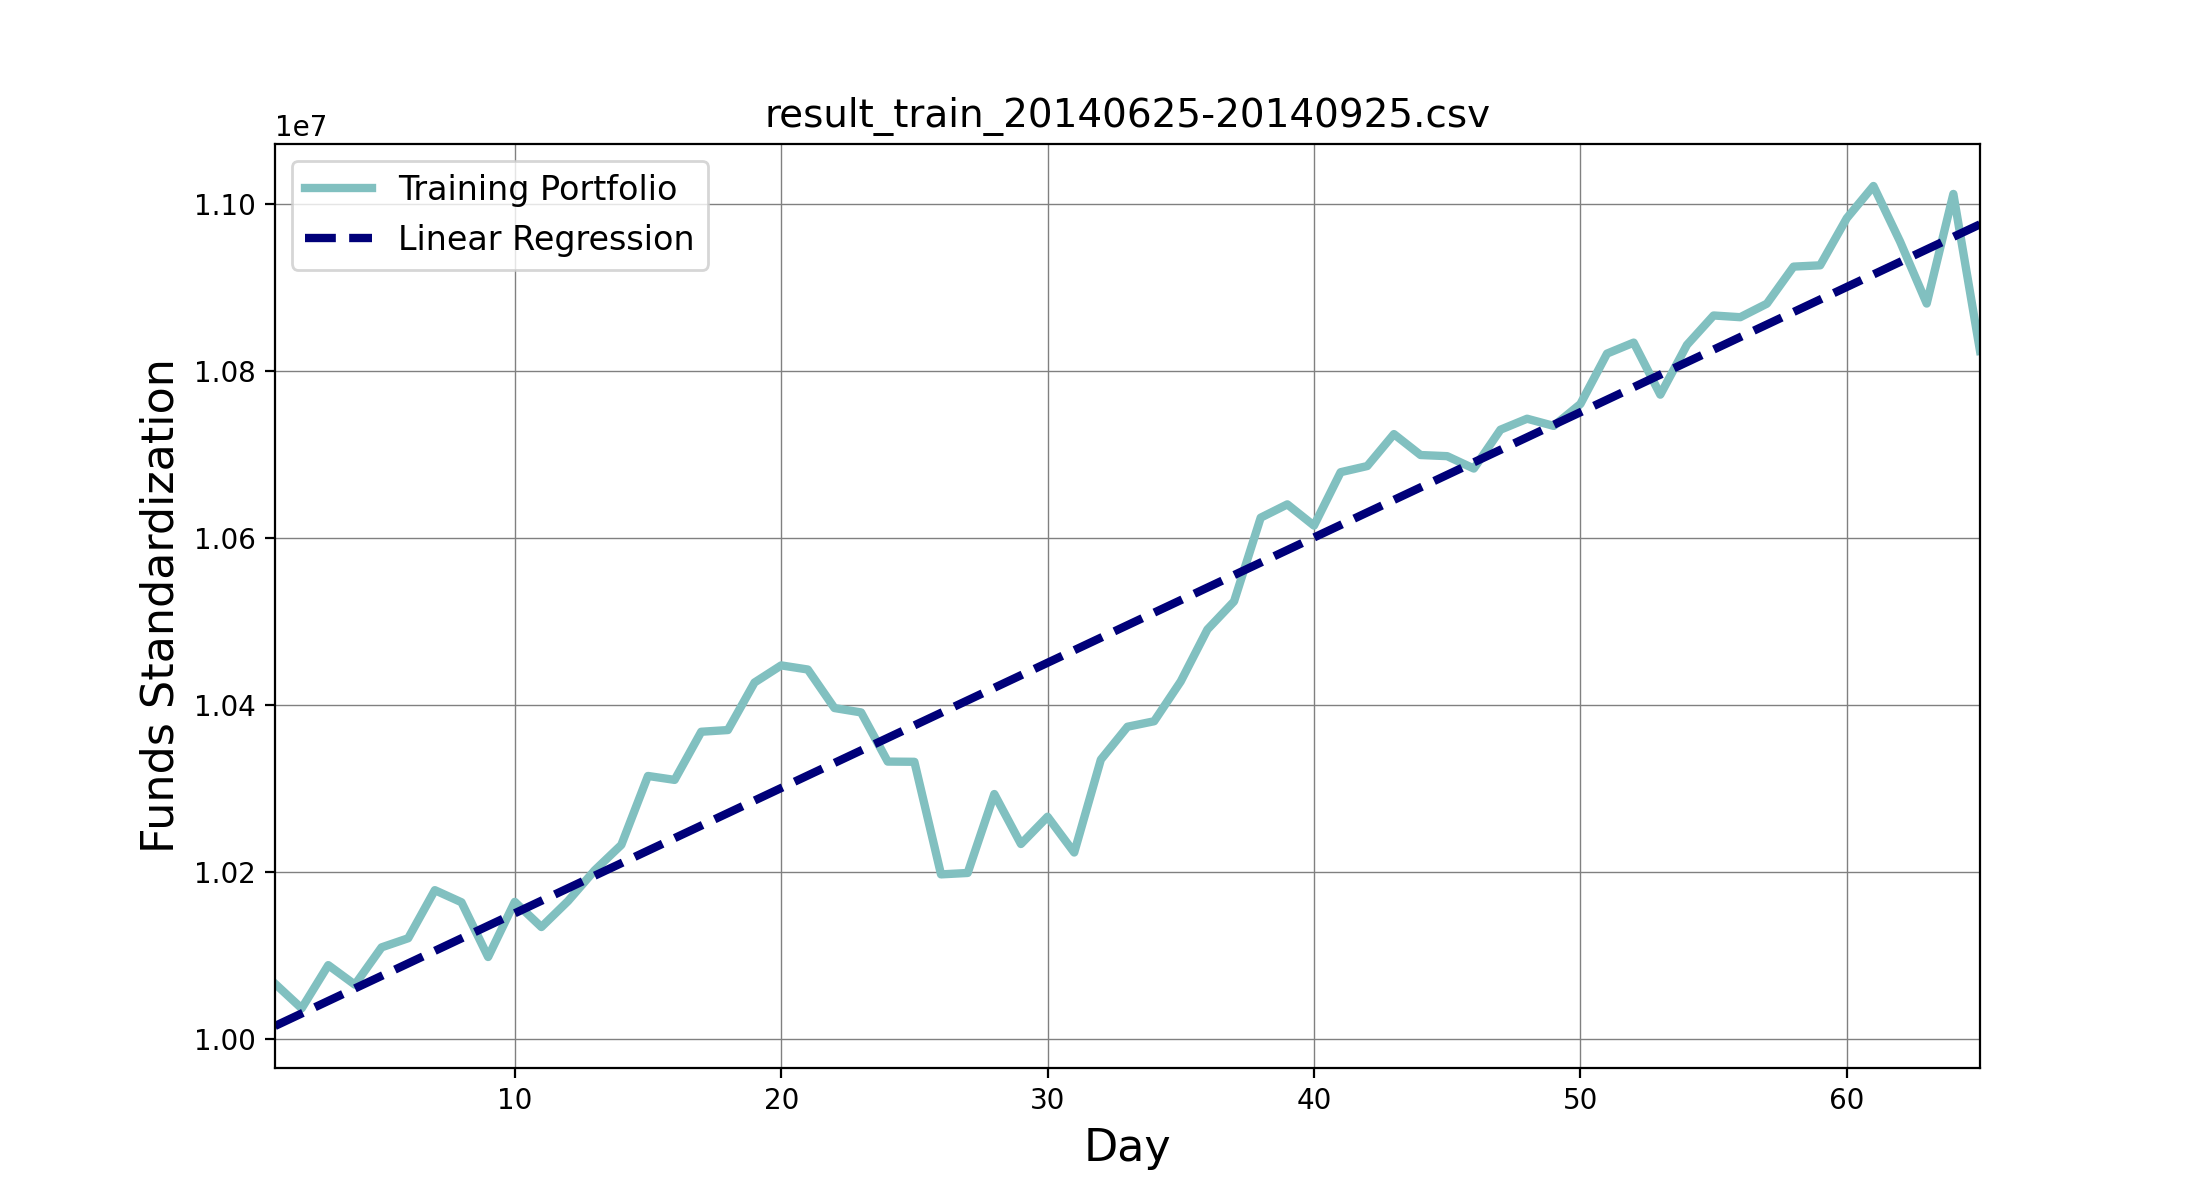 result_train_20140625-20140925.csv
1e7
Training Portfolio
Linear Regression
1.10
1.08
1.06
1.04
1.02
1.00
Funds Standardization
10 20 30 40 50 60
Day